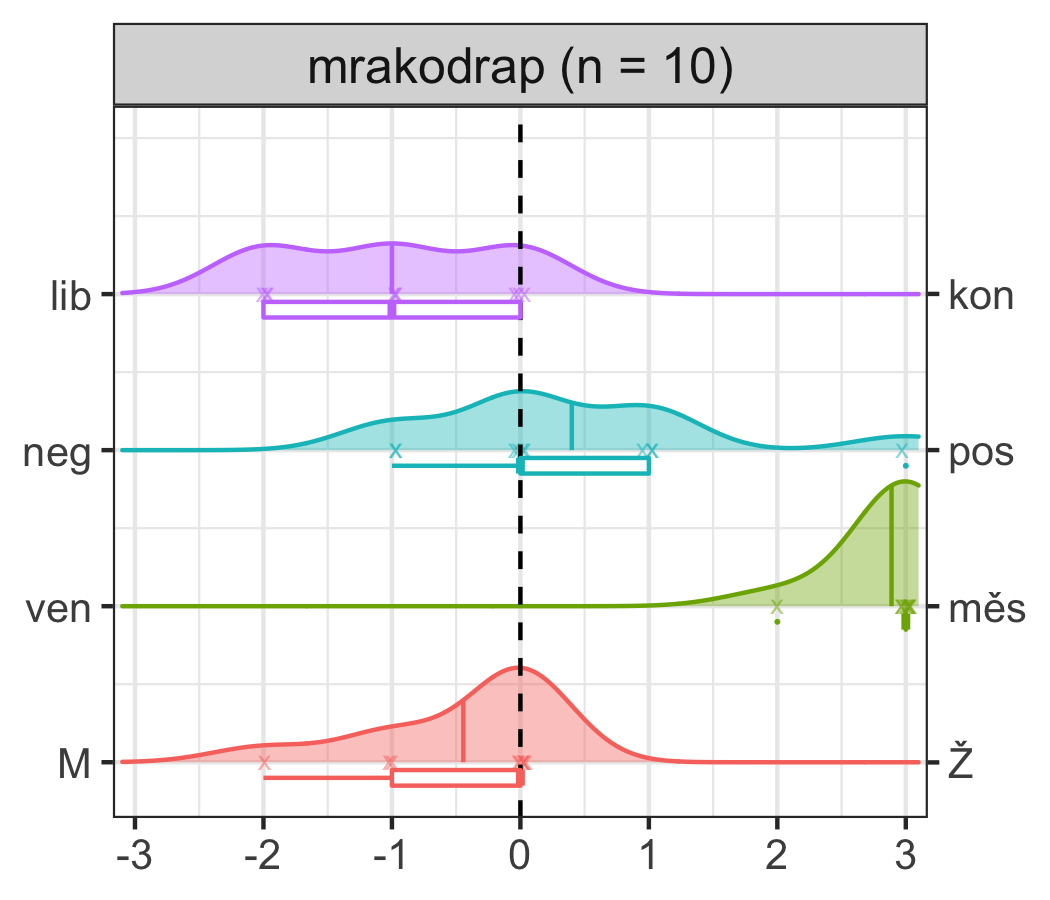 mrakodrap (n = 10)
lib kon
neg pos
ven měs
M Ž
-3 -2 -1 0 1 2 3